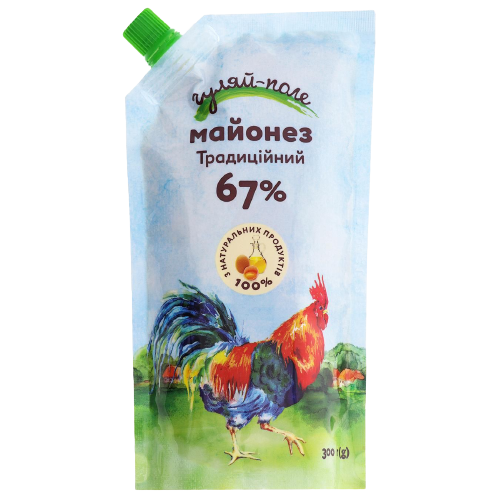 гуляй-поле
майонез
Традиційний
67%
З НАТУРАЛЬНИХ ПРОДУКТІВ
100%
300 г(g)